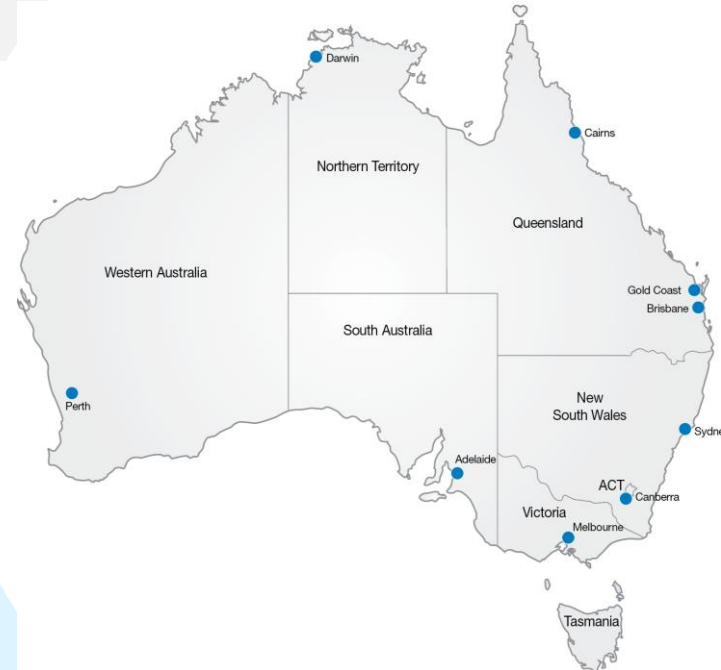 Darwin
Cairns
Northern Territory
Queensland
Western Australia
Gold Coast
Brisbane
South Australia
New
South Wales
Perth
Sydne
Adelaide
ACT
Canberra
Victoria
Melbourne
Tasmania